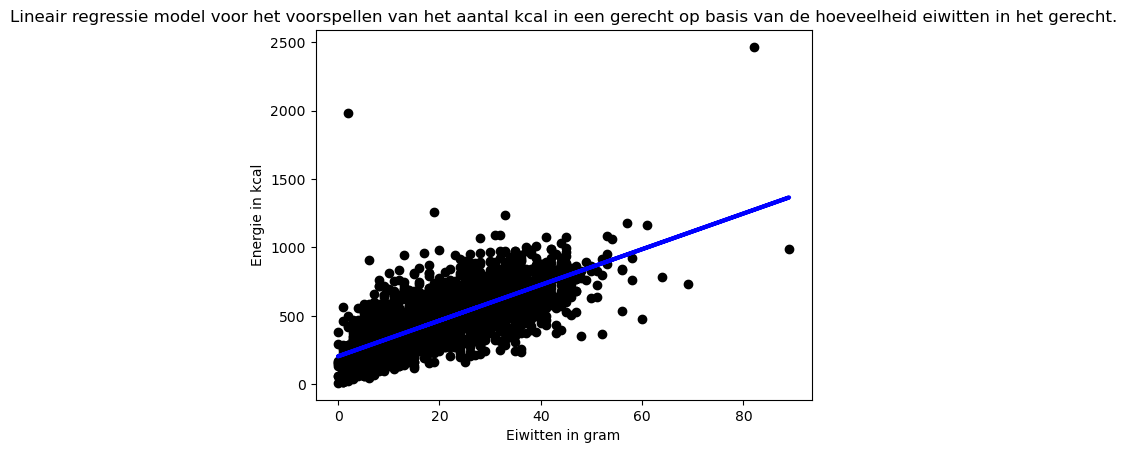 Lineair regressie model voor het voorspellen van het aantal kcal in een gerecht op basis van de hoeveelheid eiwitten in het gerecht.
2500
2000
1500
1000
500
0
Energie in kcal
0 20 40 60 80
Eiwitten in gram